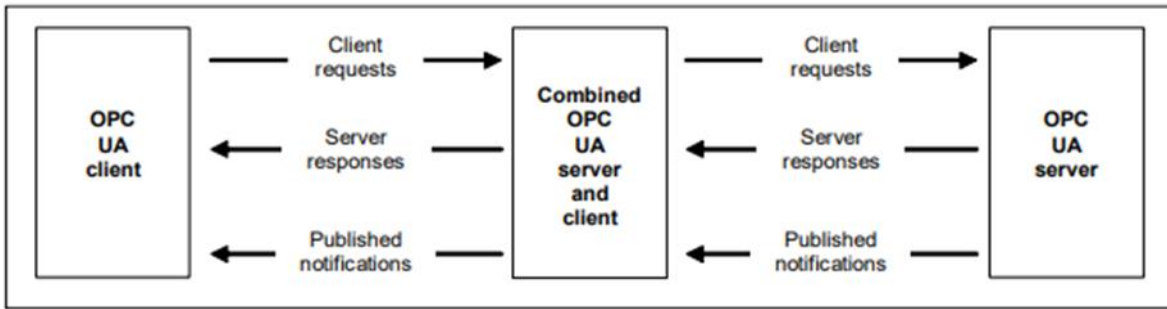 OPC
UA
client
Client
requests
Server
responses
Published
notifications
Combined
OPC
UA
server
and
client
Client
requests
Server
responses
Published
notifications
OPC
UA
server